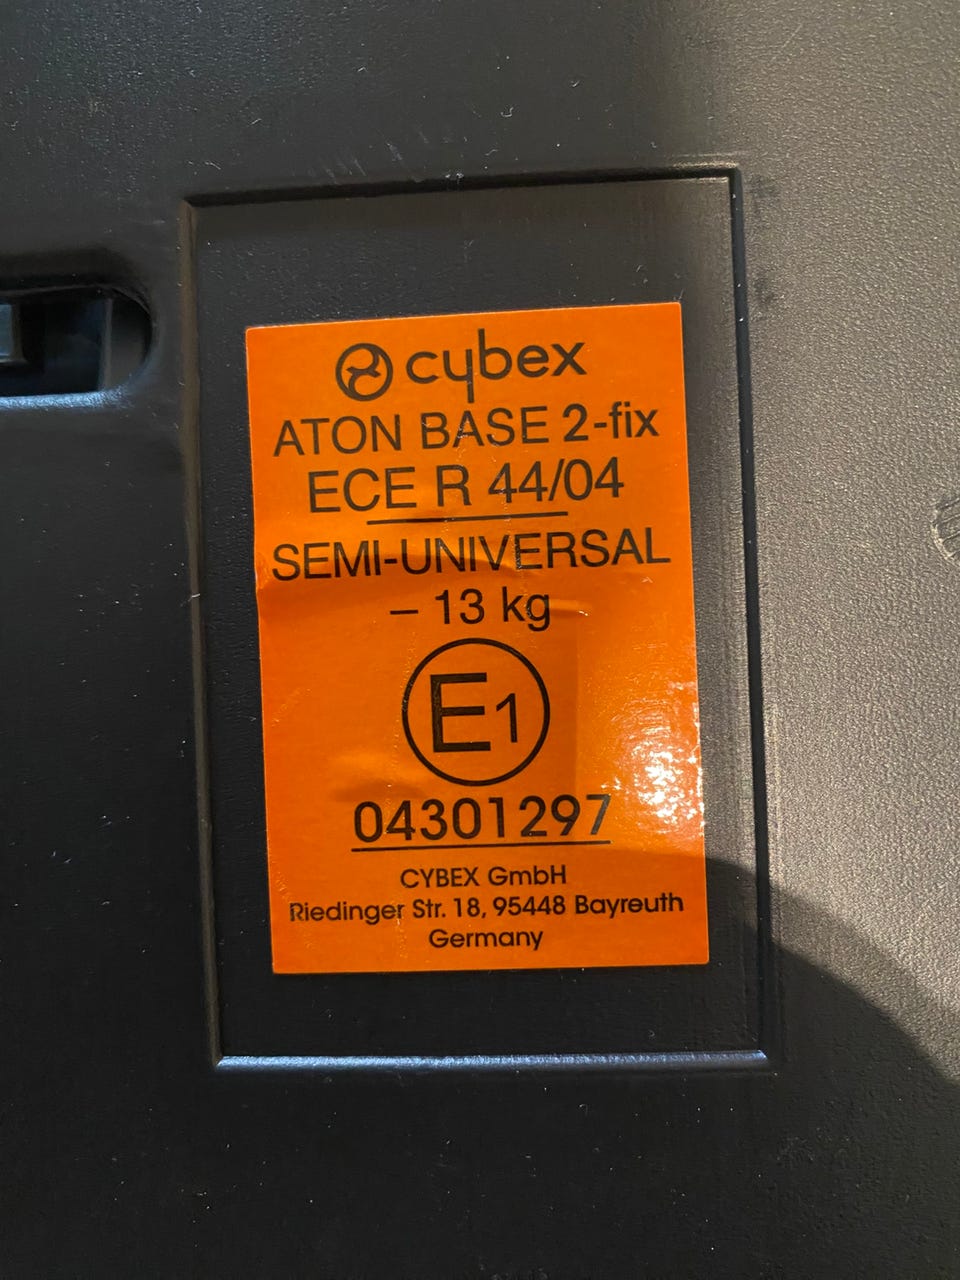 cybex
ATON BASE 2-fix
ECE R 44/04
SEMI-UNIVERSAL
– 13 kg
E1
04301297
CYBEX GmbH
Riedinger Str. 18, 95448 Bayreuth
Germany